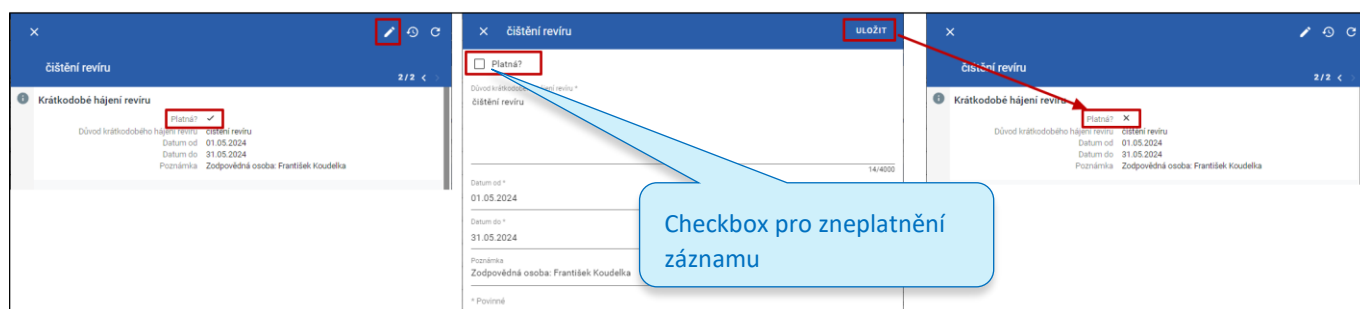 čištění revíru
2/2
Krátkodobé hájení revíru
Platná?
Důvod krátkodobého hájení revíru čištění revíru
Datum od 01.05.2024
Datum do 31.05.2024
Poznámka Zodpovědná osoba: František Koudelka
čištění revíru
ULOŽIT
Platná?
Důvod krátkodobého hájení revíru *
čištění revíru
14/4000
Datum od *
01.05.2024
Datum do *
31.05.2024
Poznámka
Zodpovědná osoba: František Koudelka
* Povinné
Checkbox pro zneplatnění
záznamu
čištění revíru
2/2
Krátkodobé hájení revíru
Platná?
Důvod krátkodobého hájení revíru čištění revíru
Datum od 01.05.2024
Datum do 31.05.2024
Poznámka Zodpovědná osoba: František Koudelka